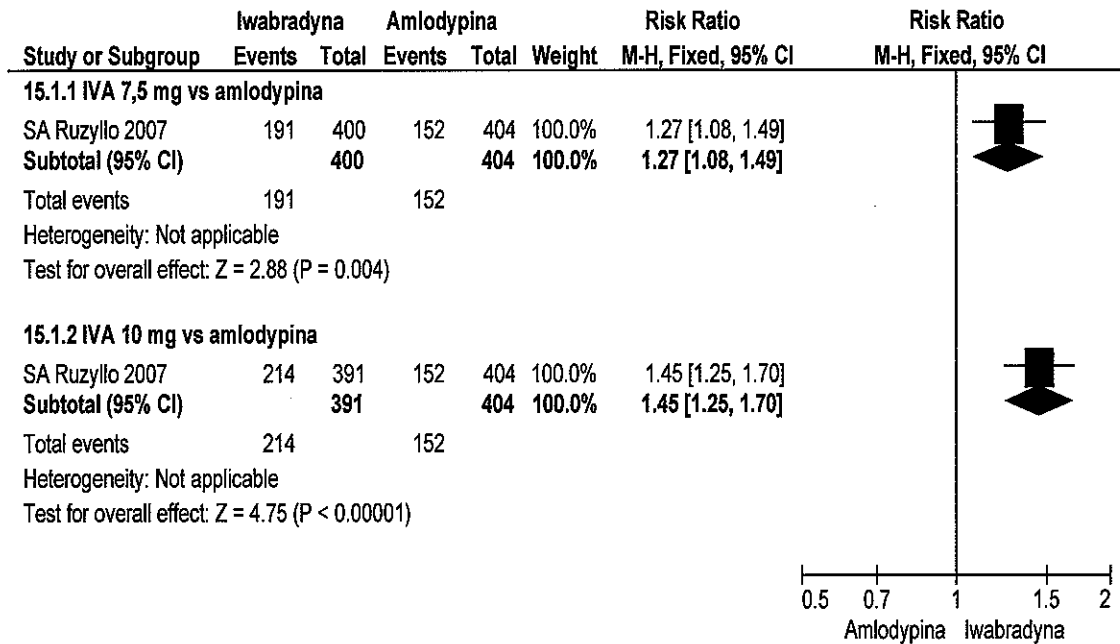 Iwabradyna Amlodypina Risk Ratio Risk Ratio
Study or Subgroup Events Total Events Total Weight M-H, Fixed, 95% CI M-H, Fixed, 95% CI
15.1.1 IVA 7,5 mg vs amlodypina
SA Ruzyllo 2007 191 400 152 404 100.0% 1.27 [1.08, 1.49]
Subtotal (95% CI) 400 404 100.0% 1.27 [1.08, 1.49]
Total events 191 152
Heterogeneity: Not applicable
Test for overall effect: Z = 2.88 (P = 0.004)
15.1.2 IVA 10 mg vs amlodypina
SA Ruzyllo 2007 214 391 152 404 100.0% 1.45 [1.25, 1.70]
Subtotal (95% CI) 391 404 100.0% 1.45 [1.25, 1.70]
Total events 214 152
Heterogeneity: Not applicable
Test for overall effect: Z = 4.75 (P < 0.00001)
0.5 0.7 1 1.5 2
Amlodypina Iwabradyna